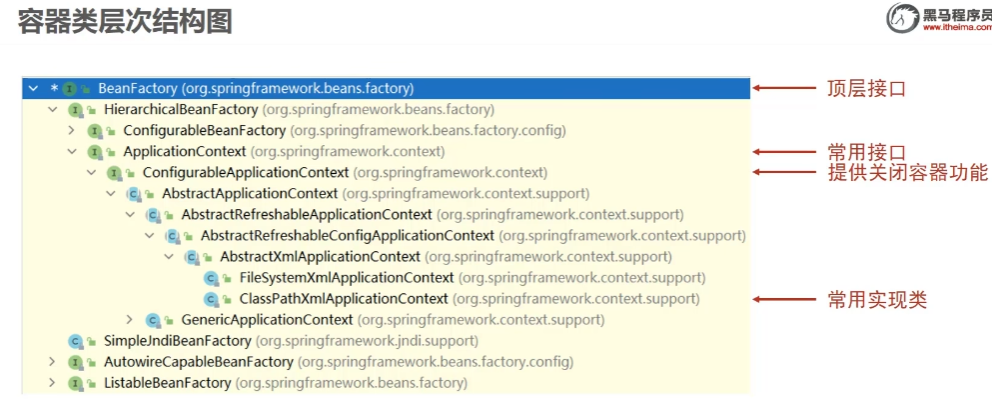 容器类层次结构图
黑马程序员
www.itheima.com
* BeanFactory (org.springframework.beans.factory)
顶层接口
HierarchicalBeanFactory (org.springframework.beans.factory)
ConfigurableBeanFactory (org.springframework.beans.factory.config)
ApplicationContext (org.springframework.context)
常用接口
ConfigurableApplicationContext (org.springframework.context)
提供关闭容器功能
AbstractApplicationContext (org.springframework.context.support)
AbstractRefreshableApplicationContext (org.springframework.context.support)
AbstractRefreshableConfigApplicationContext (org.springframework.context.support)
AbstractXmlApplicationContext (org.springframework.context.support)
FileSystemXmlApplicationContext (org.springframework.context.support)
ClassPathXmlApplicationContext (org.springframework.context.support)
常用实现类
GenericApplicationContext (org.springframework.context.support)
SimpleJndiBeanFactory (org.springframework.jndi.support)
AutowireCapableBeanFactory (org.springframework.beans.factory.config)
ListableBeanFactory (org.springframework.beans.factory)